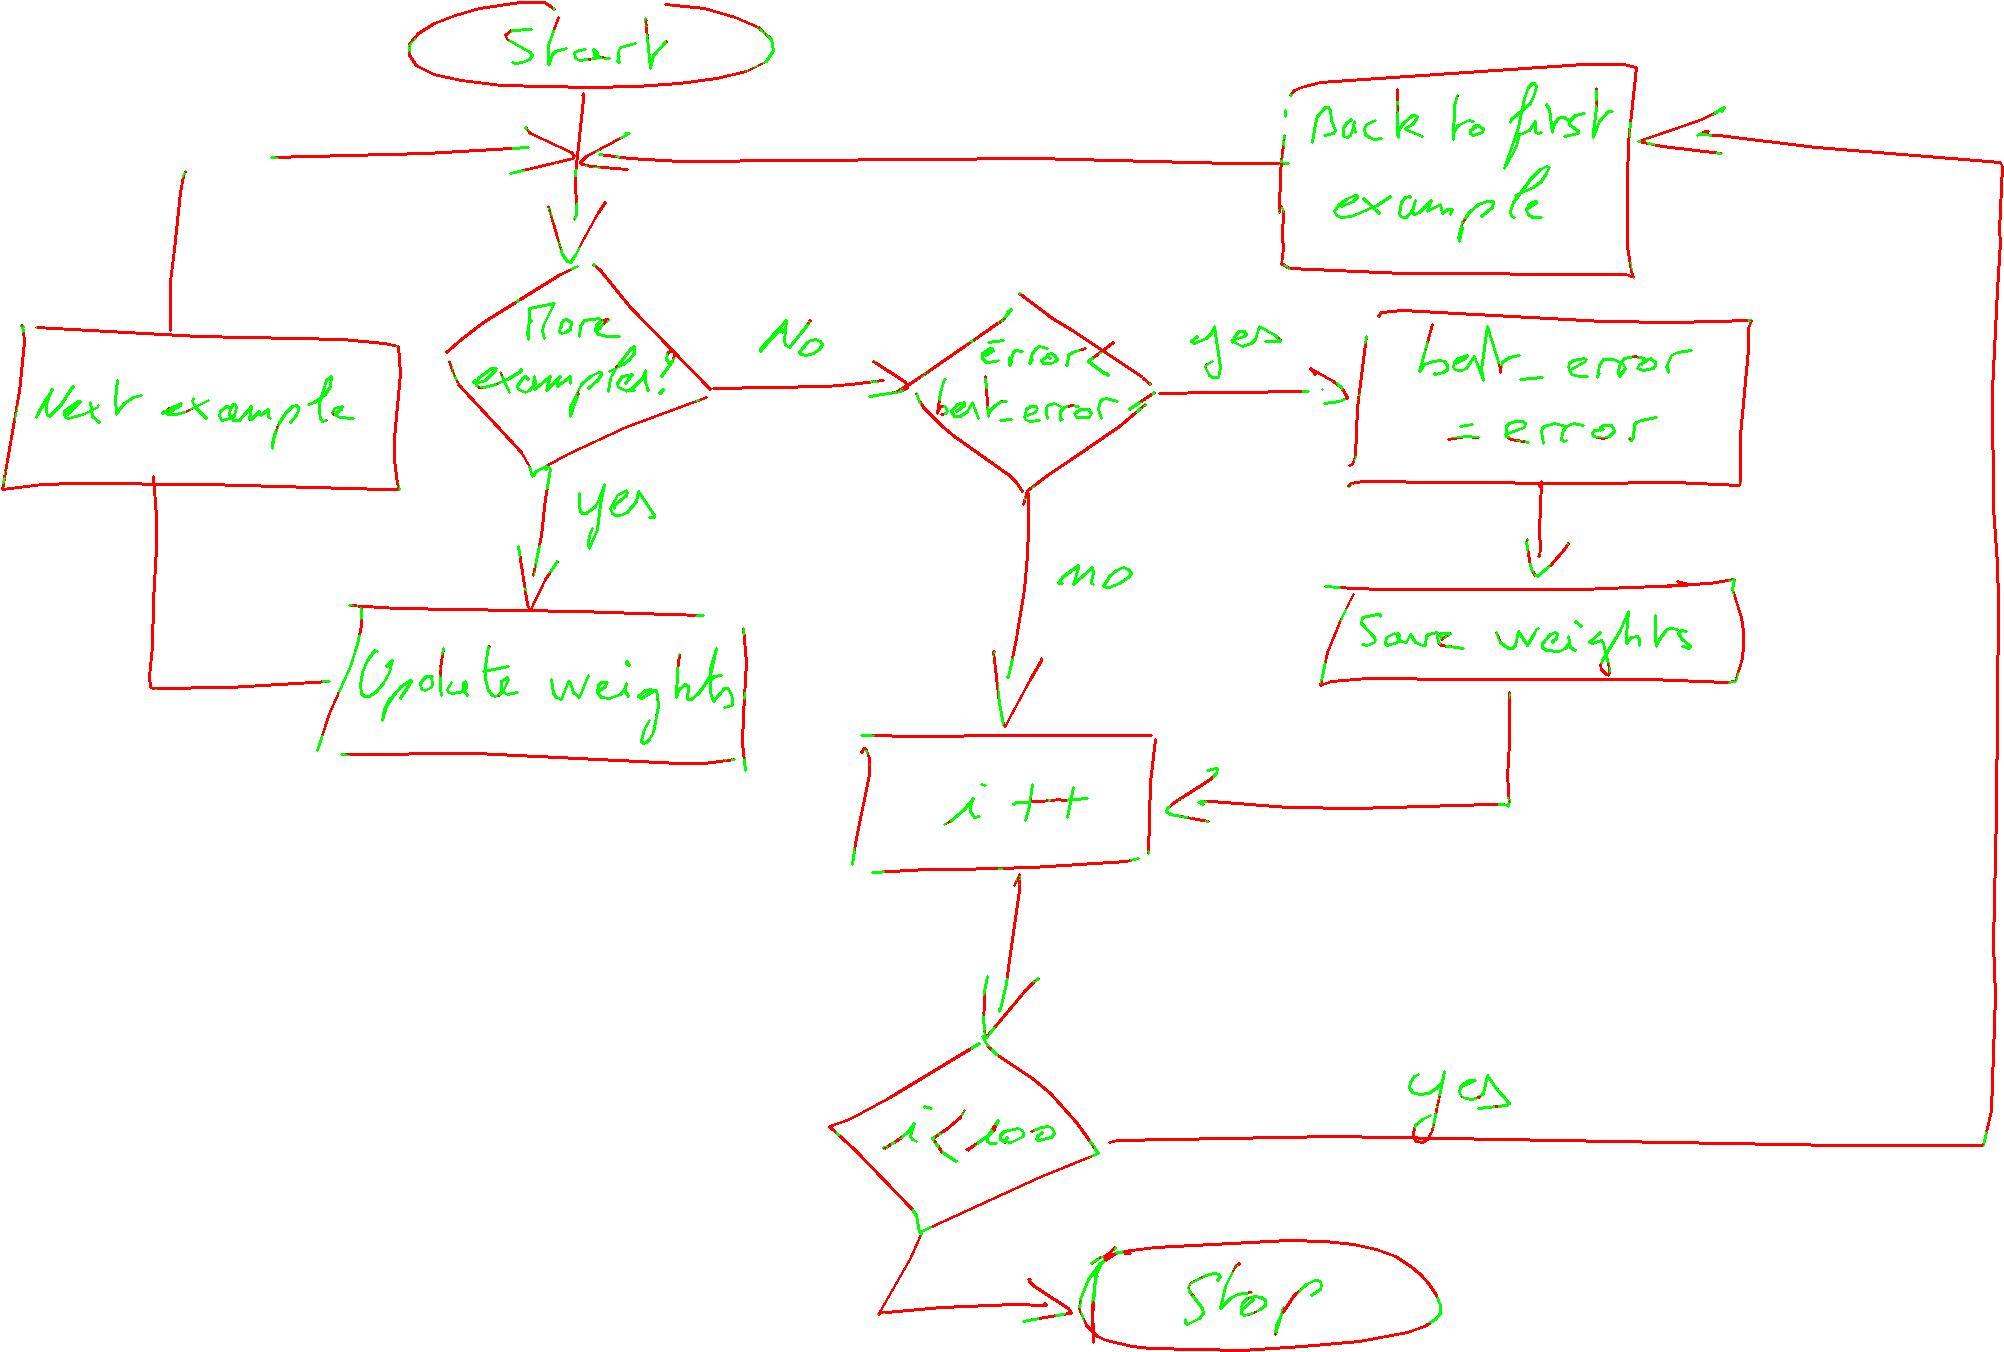 Start
Back to first
example
More
examples?
No
error<
best_error
yes
best_error
= error
Next example
yes
no
Save weights
Update weights
i++
yes
i<100
Stop